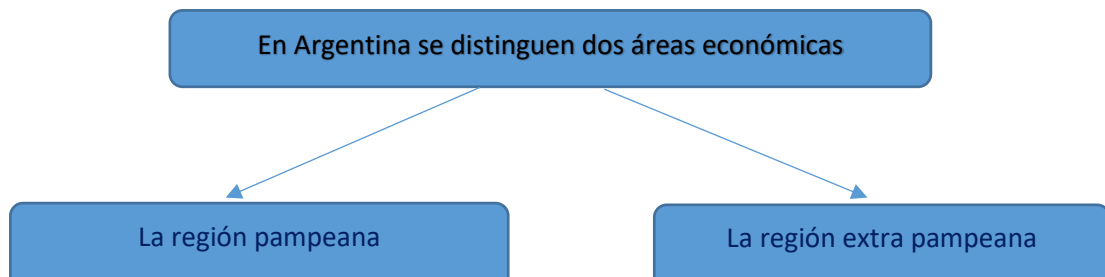 En Argentina se distinguen dos áreas económicas
La región pampeana
La región extra pampeana